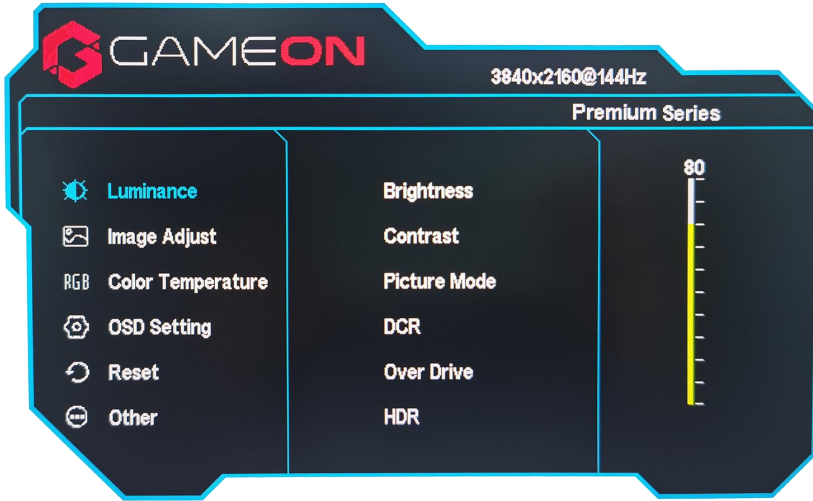 GAMEON
3840x2160@144Hz
Premium Series
Luminance
Image Adjust
RGB Color Temperature
OSD Setting
Reset
Other
Brightness
Contrast
Picture Mode
DCR
Over Drive
HDR
80